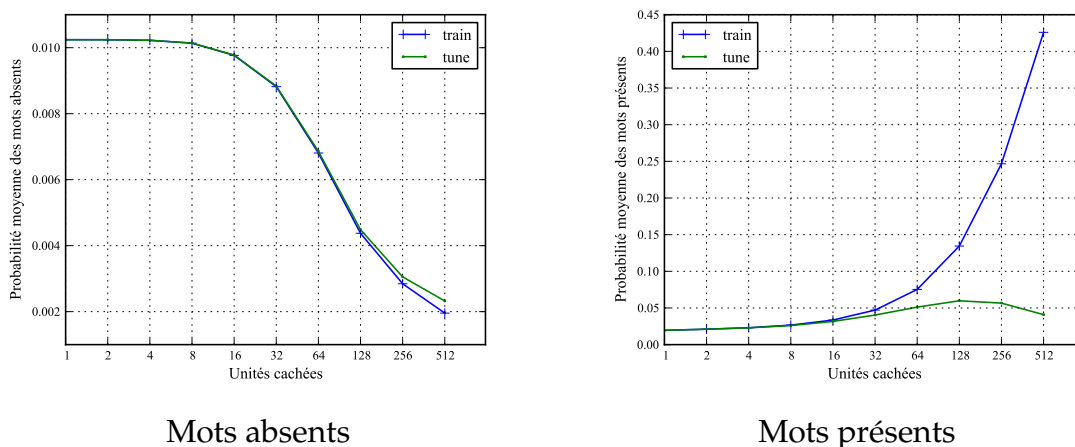 Probabilité moyenne des mots absents
0.010
0.008
0.006
0.004
0.002
train
tune
1 2 4 8 16 32 64 128 256 512
Unités cachées
Mots absents
Probabilité moyenne des mots présents
0.45
0.40
0.35
0.30
0.25
0.20
0.15
0.10
0.05
0.00
train
tune
1 2 4 8 16 32 64 128 256 512
Unités cachées
Mots présents